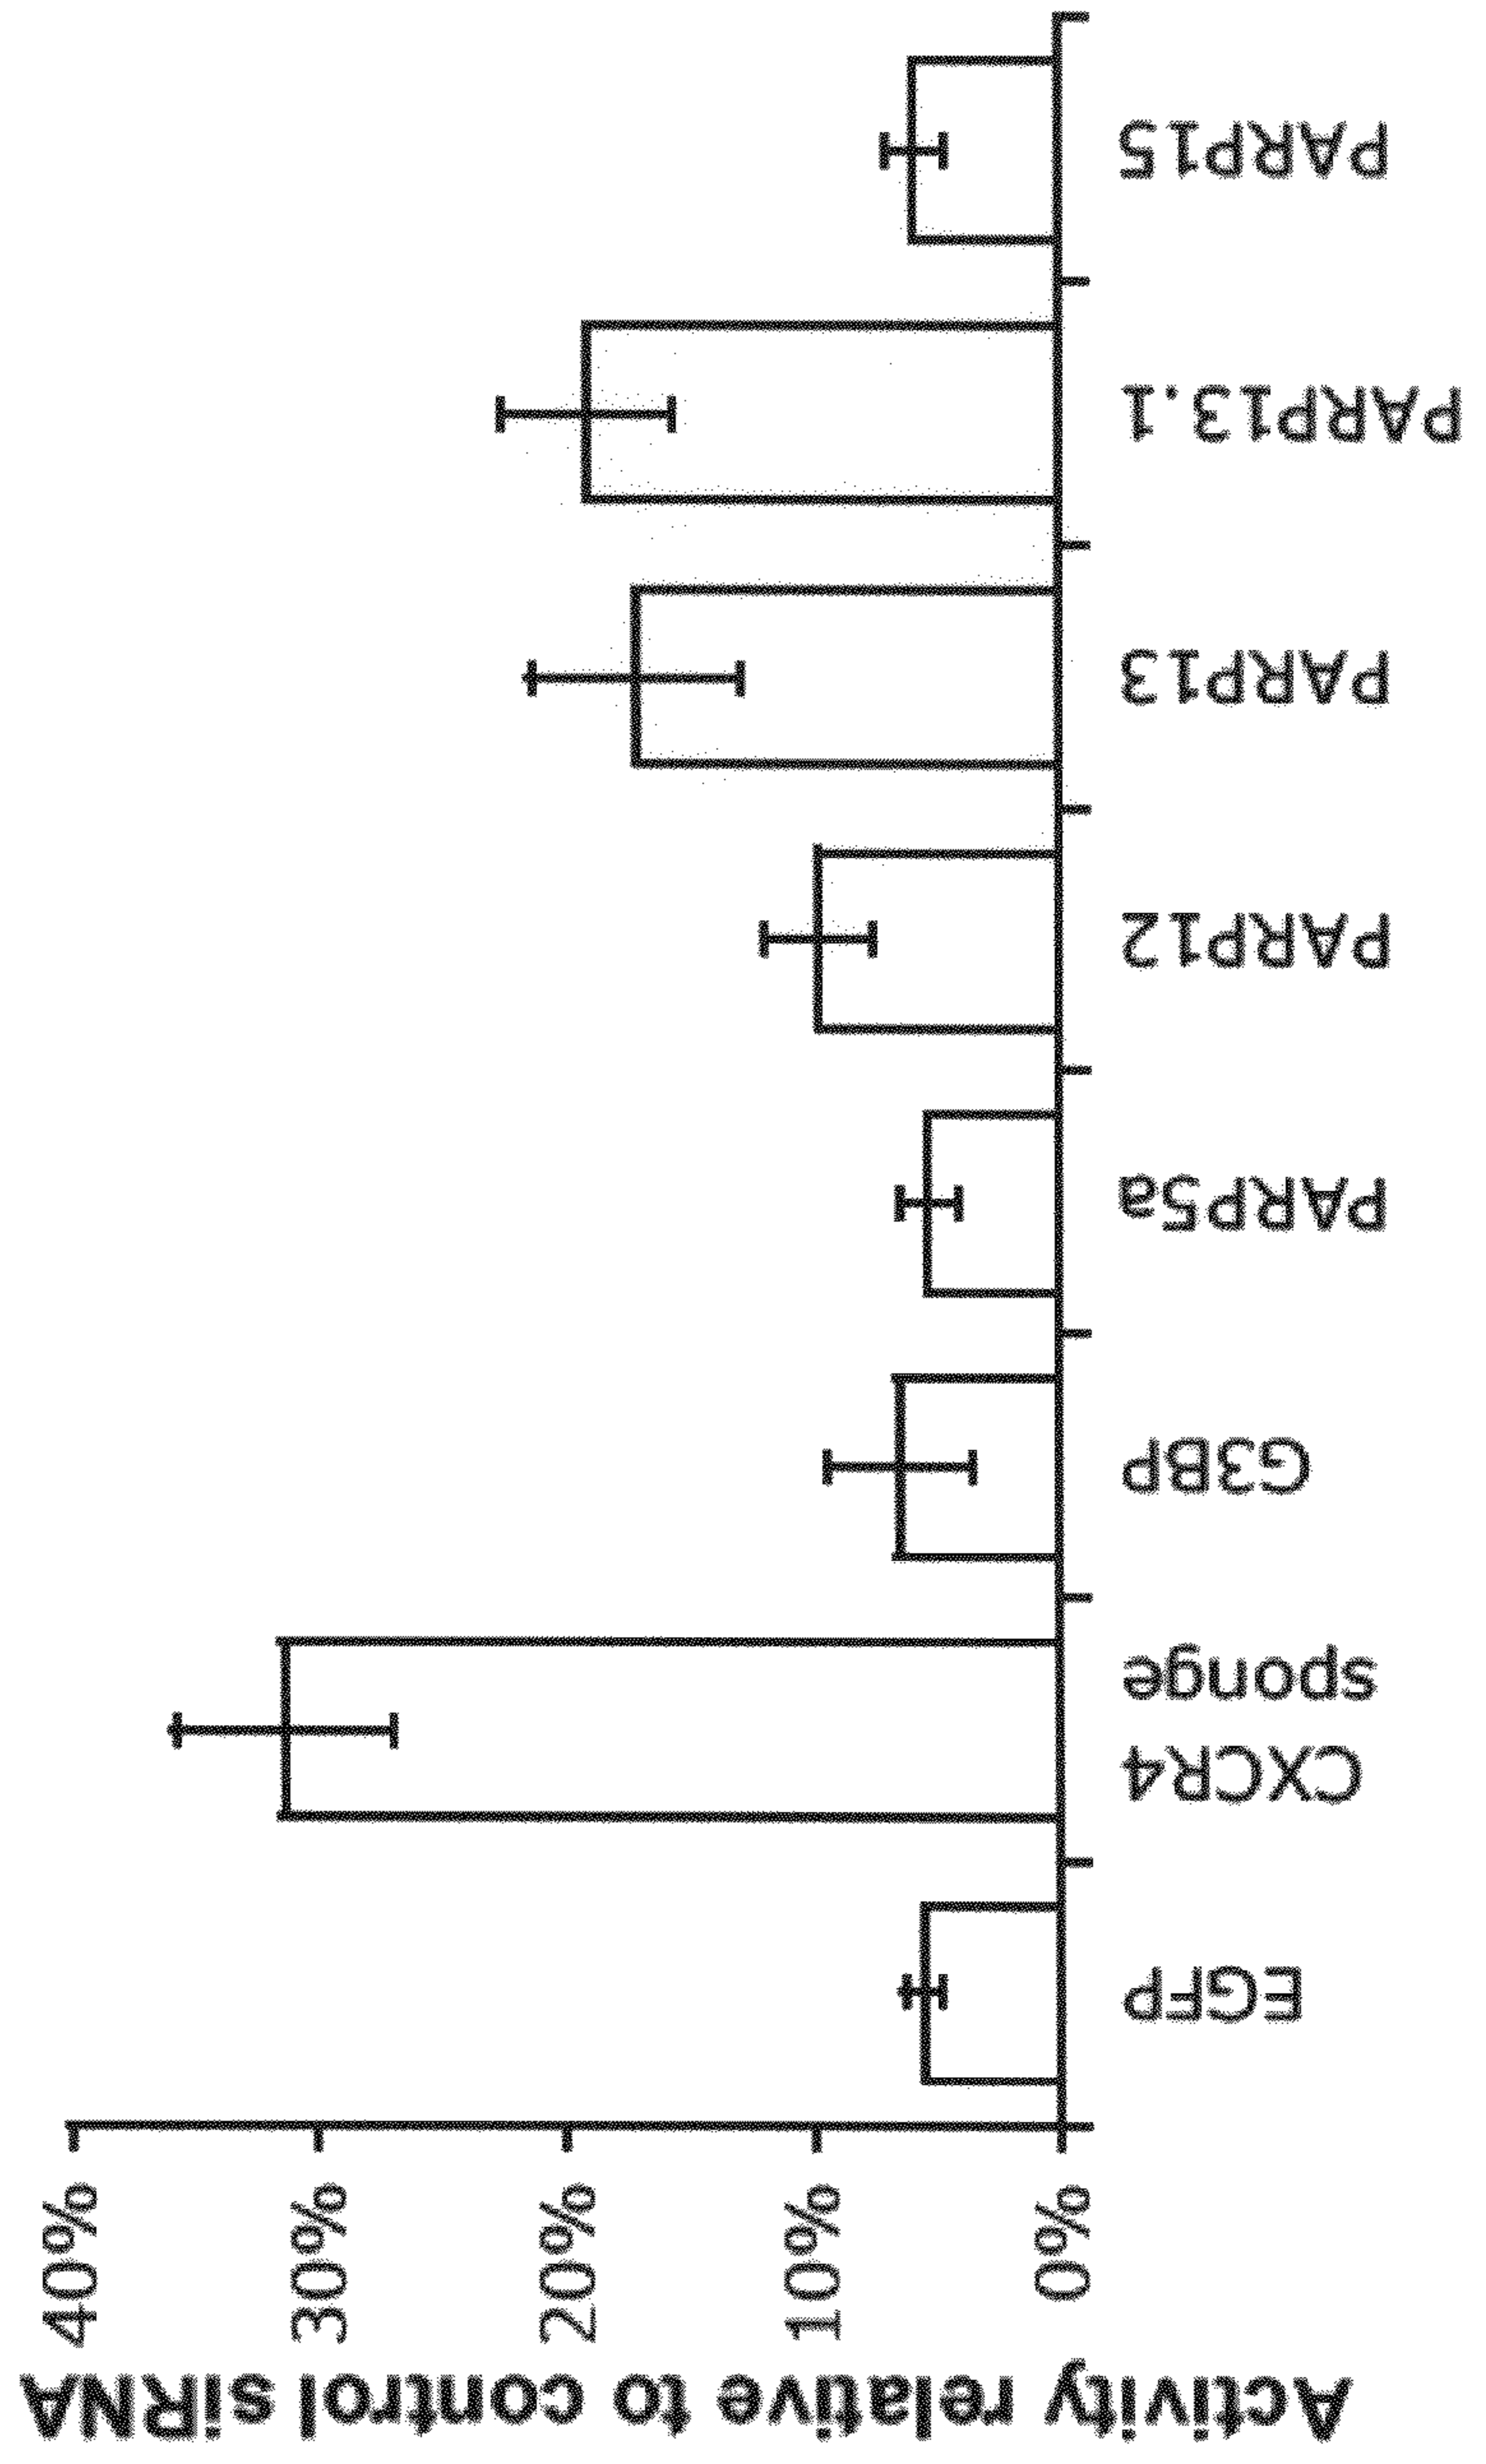 Activity relative to control siRNA
40%
30%
20%
10%
0%
EGFP
CXCR4
sponge
G3BP
PARP5a
PARP12
PARP13
PARP13.1
PARP15